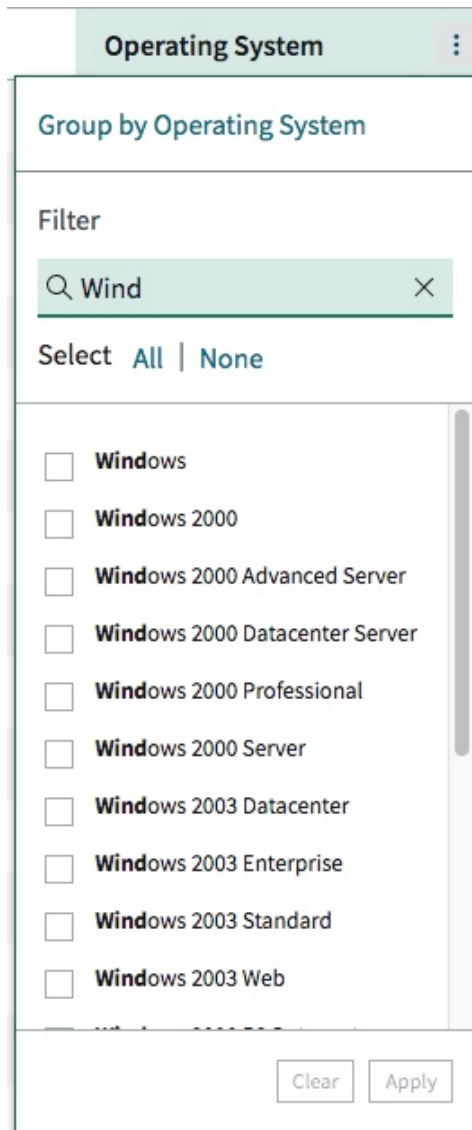 Operating System
Group by Operating System
Filter
Wind
Select All | None
Windows
Windows 2000
Windows 2000 Advanced Server
Windows 2000 Datacenter Server
Windows 2000 Professional
Windows 2000 Server
Windows 2003 Datacenter
Windows 2003 Enterprise
Windows 2003 Standard
Windows 2003 Web
Clear Apply